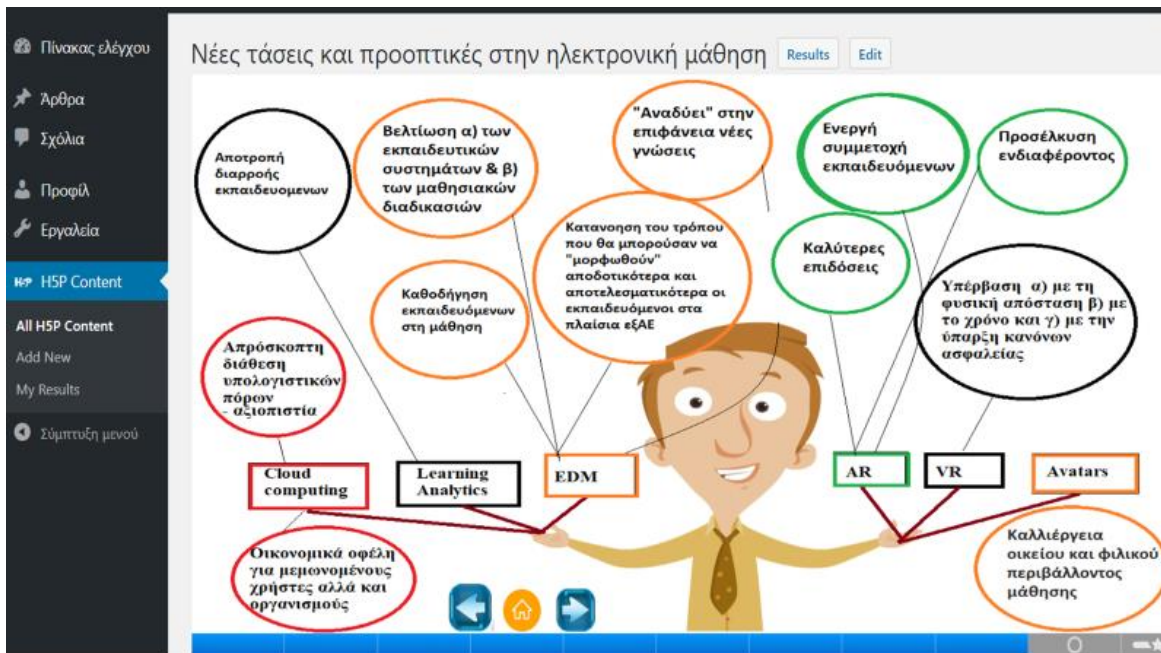 Πίνακας ελέγχου
Άρθρα
Σχόλια
Προφίλ
Εργαλεία
H5P H5P Content
All H5P Content
Add New
My Results
Σύμπτυξη μενού
Νέες τάσεις και προοπτικές στην ηλεκτρονική μάθηση Results Edit
Αποτροπή
διαρροής
εκπαιδευομενων
Βελτίωση α) των
εκπαιδευτικών
συστημάτων & β)
των μαθησιακών
διαδικασιών
"Αναδύει" στην
επιφάνεια νέες
γνώσεις
Ενεργή
συμμετοχή
εκπαιδευόμενων
Προσέλκυση
ενδιαφέροντος
Καθοδήγηση
εκπαιδευόμενων
στη μάθηση
Κατανοηση του τρόπου
που θα μπορούσαν να
"μορφωθούν"
αποδοτικότερα και
αποτελεσματικότερα οι
εκπαιδευόμενοι στα
πλαίσια εξΑΕ
Καλύτερες
επιδόσεις
Υπέρβαση α) με τη
φυσική απόσταση β) με
το χρόνο και γ) με την
ύπαρξη κανόνων
ασφαλείας
Απρόσκοπτη
διάθεση
υπολογιστικών
πόρων
- αξιοπιστία
Cloud
computing
Learning
Analytics
EDM
AR
VR
Avatars
Οικονομικά οφέλη
για μεμωνομένους
χρήστες αλλά και
οργανισμούς
Καλλιέργεια
οικείου και φιλικού
περιβάλλοντος
μάθησης